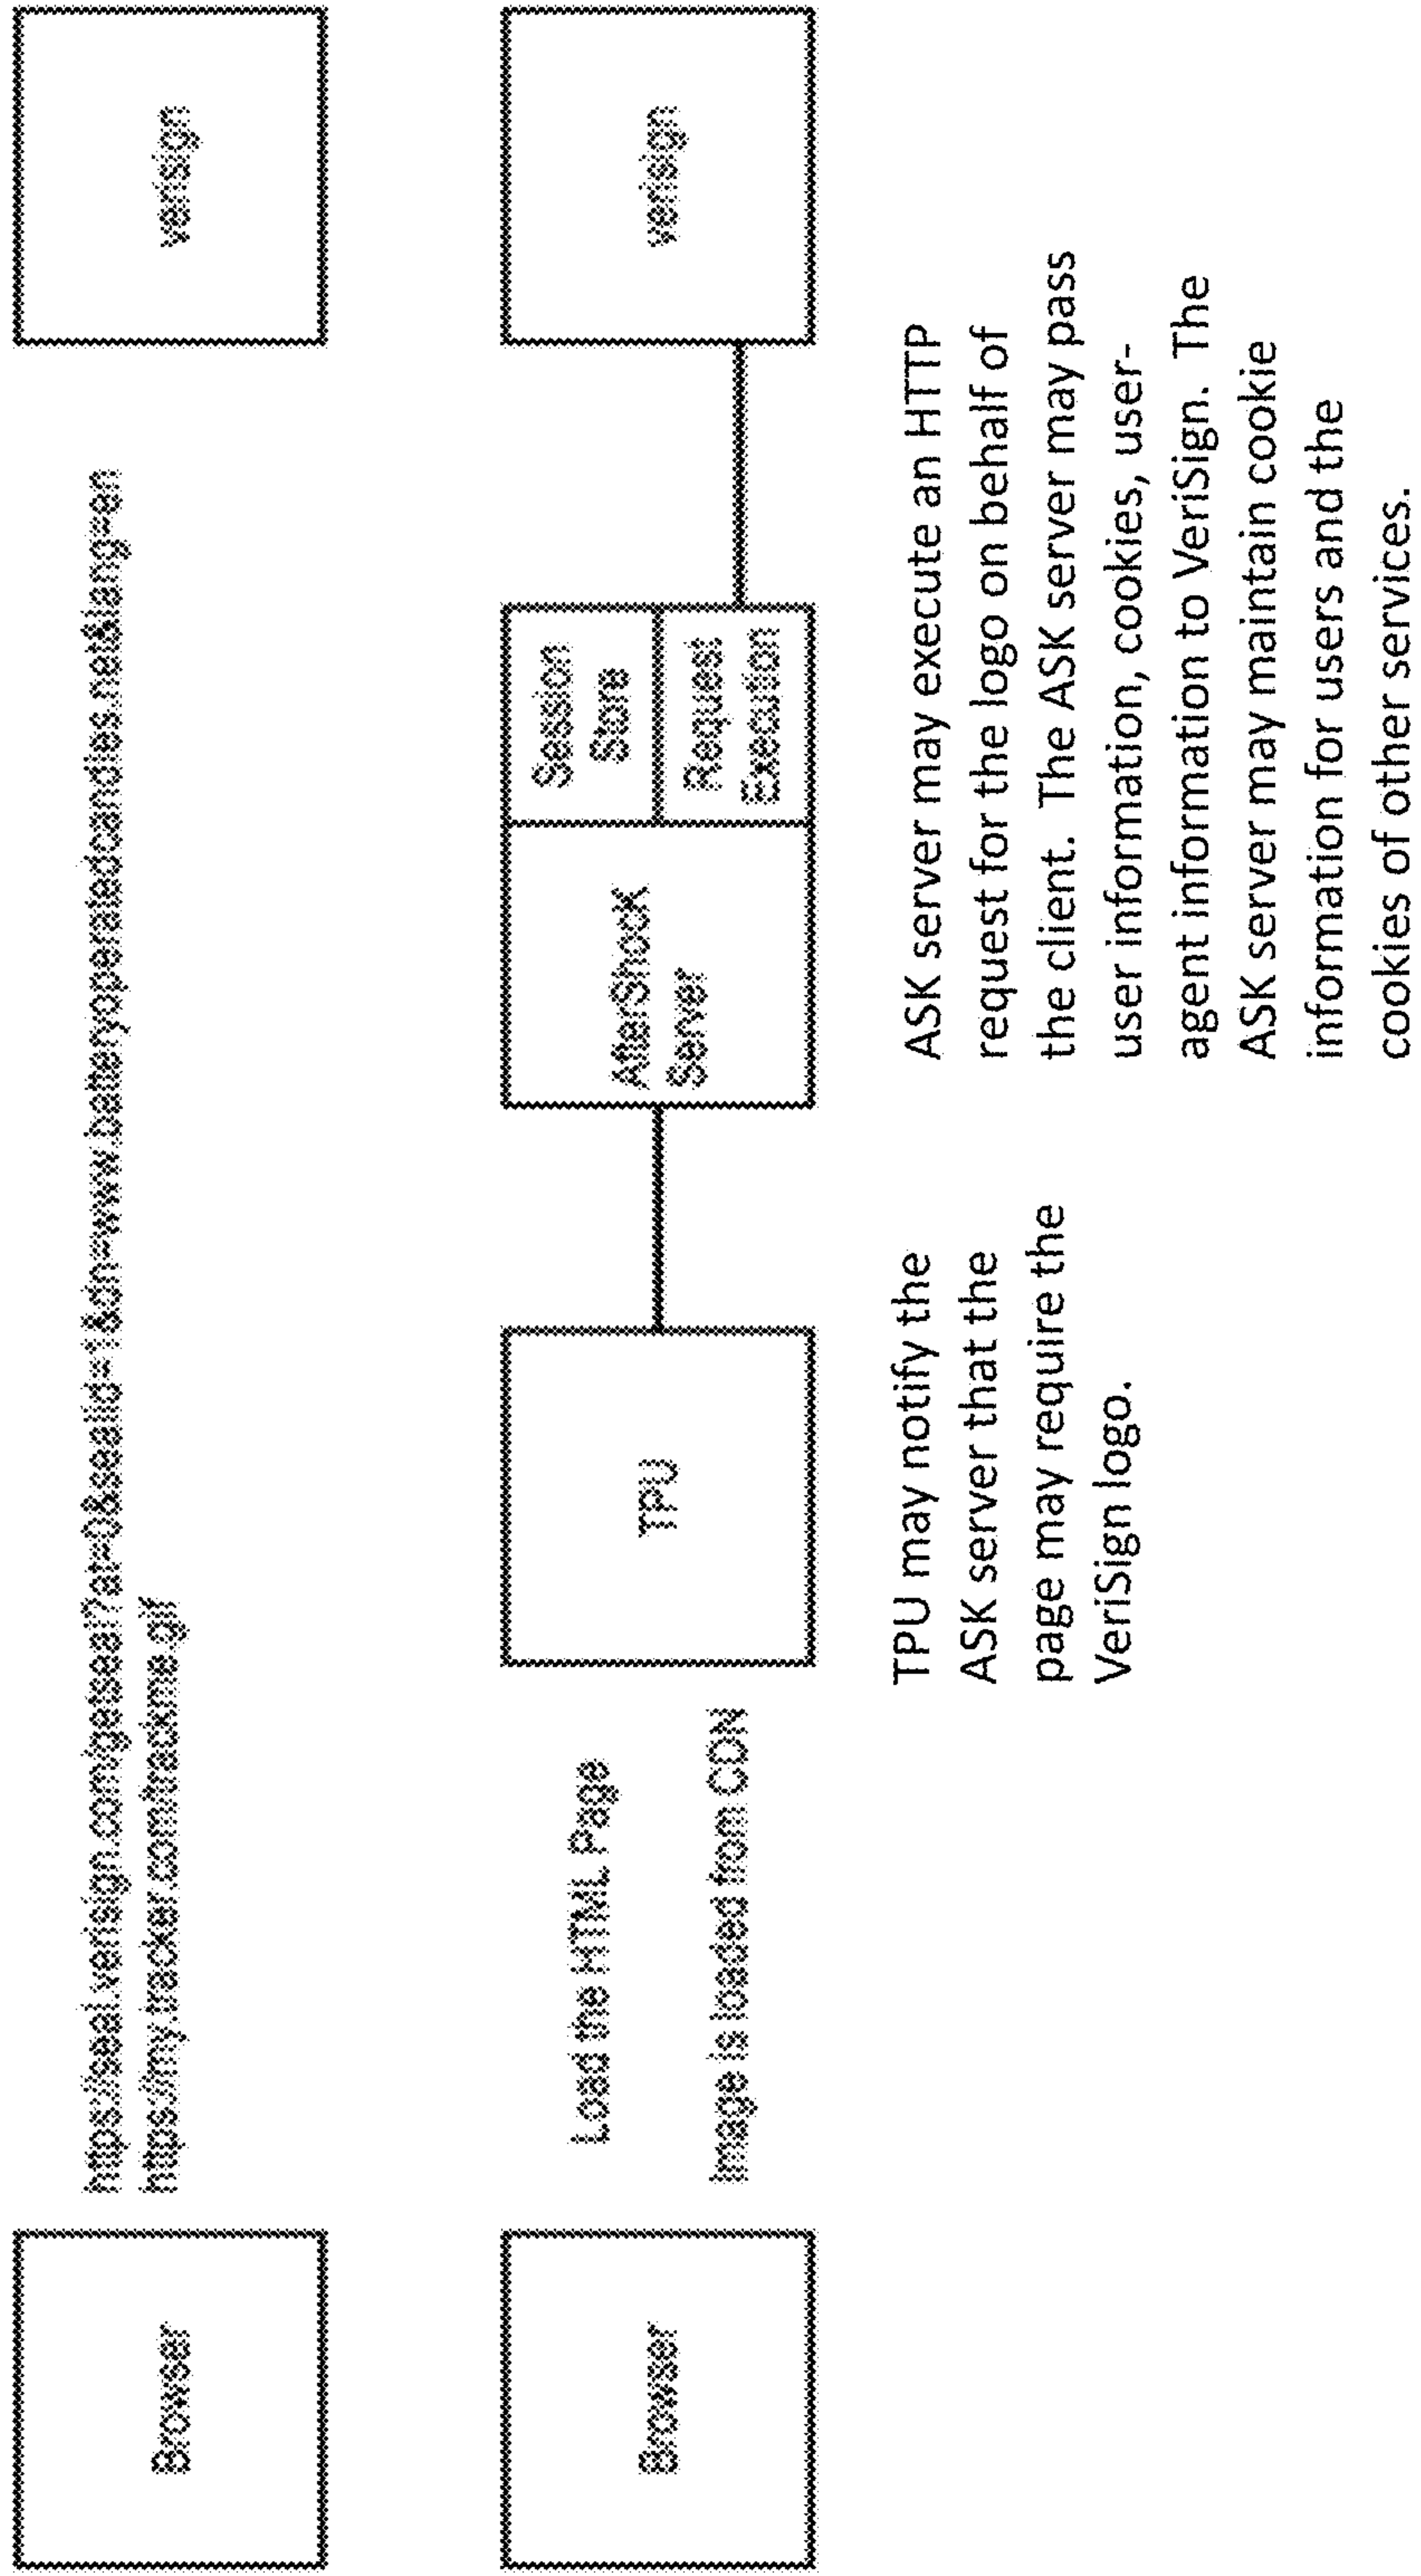 Browser
https://seal.verisign.com/getseal?at=0&sealid=1&dn=www.batteryoperatedcandles.net&lang=en
https://my.tracker.com/trackme.gif
verisign
Browser
Load the HTML Page
Image is loaded from CDN
TPU
AfterShocK
Server
Session
Store
Request
Execution
verisign
TPU may notify the
ASK server that the
page may require the
VeriSign logo.
ASK server may execute an HTTP
request for the logo on behalf of
the client.  The ASK server may pass
user information, cookies, user-
agent information to VeriSign.  The
ASK server may maintain cookie
information for users and the
cookies of other services.